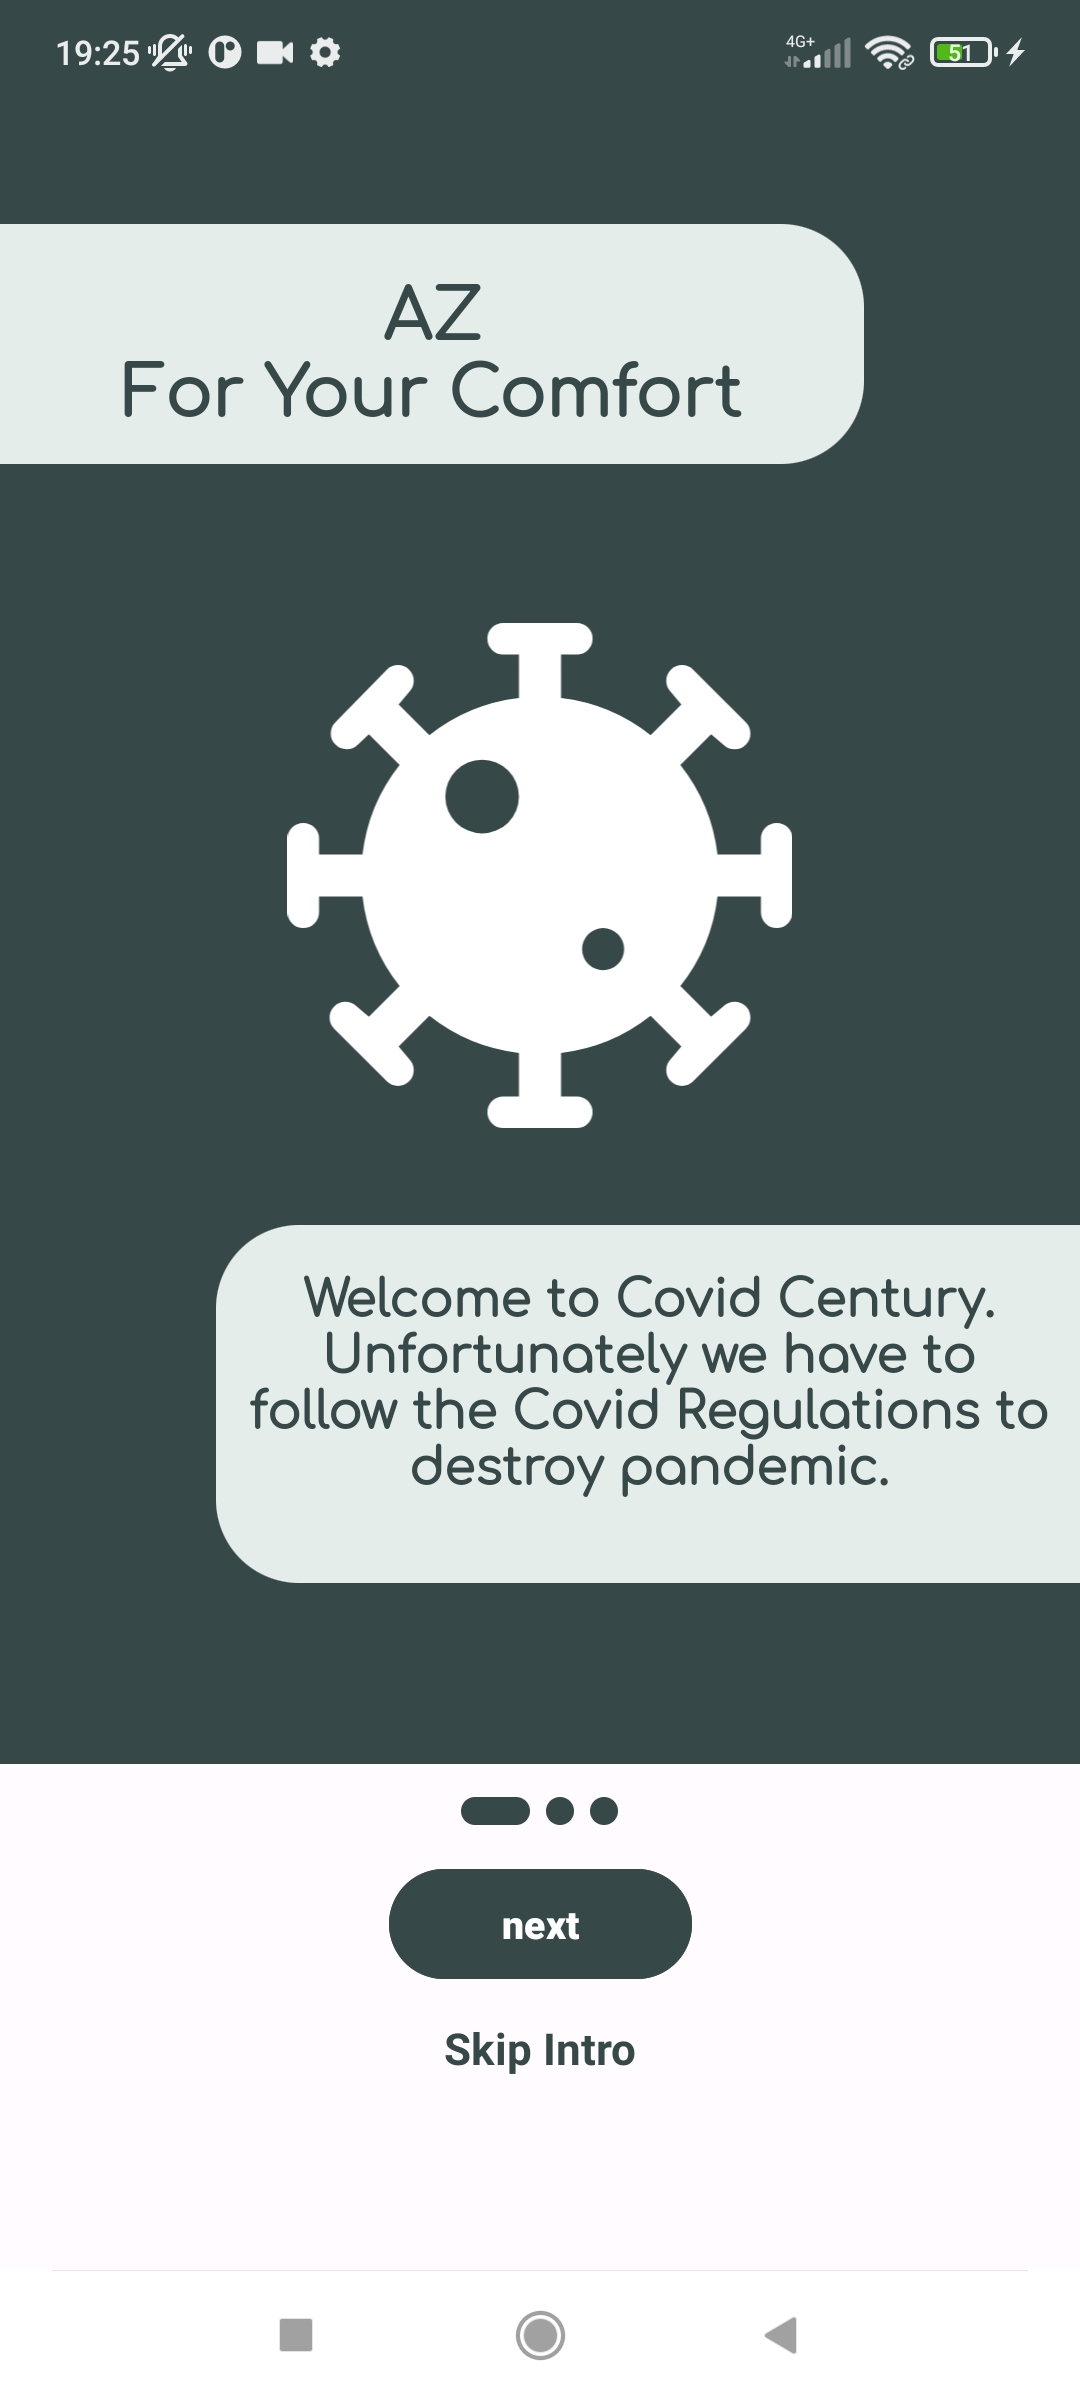 19:25
4G+
51
AZ
For Your Comfort
Welcome to Covid Century.
Unfortunately we have to
follow the Covid Regulations to
destroy pandemic.
next
Skip Intro